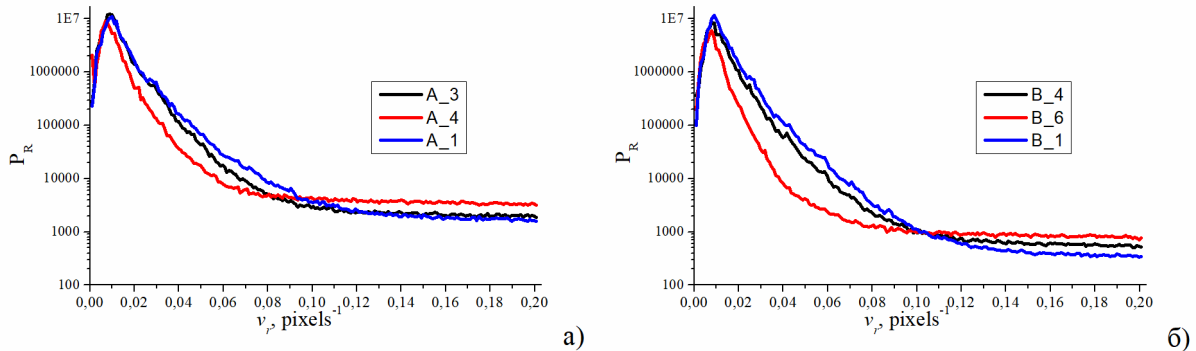 1E7
1000000
100000
10000
1000
100
P_R
A_3
A_4
A_1
0,00 0,02 0,04 0,06 0,08 0,10 0,12 0,14 0,16 0,18 0,20
ν_r, pixels⁻¹
а)
1E7
1000000
100000
10000
1000
100
P_R
B_4
B_6
B_1
0,00 0,02 0,04 0,06 0,08 0,10 0,12 0,14 0,16 0,18 0,20
ν_r, pixels⁻¹
б)